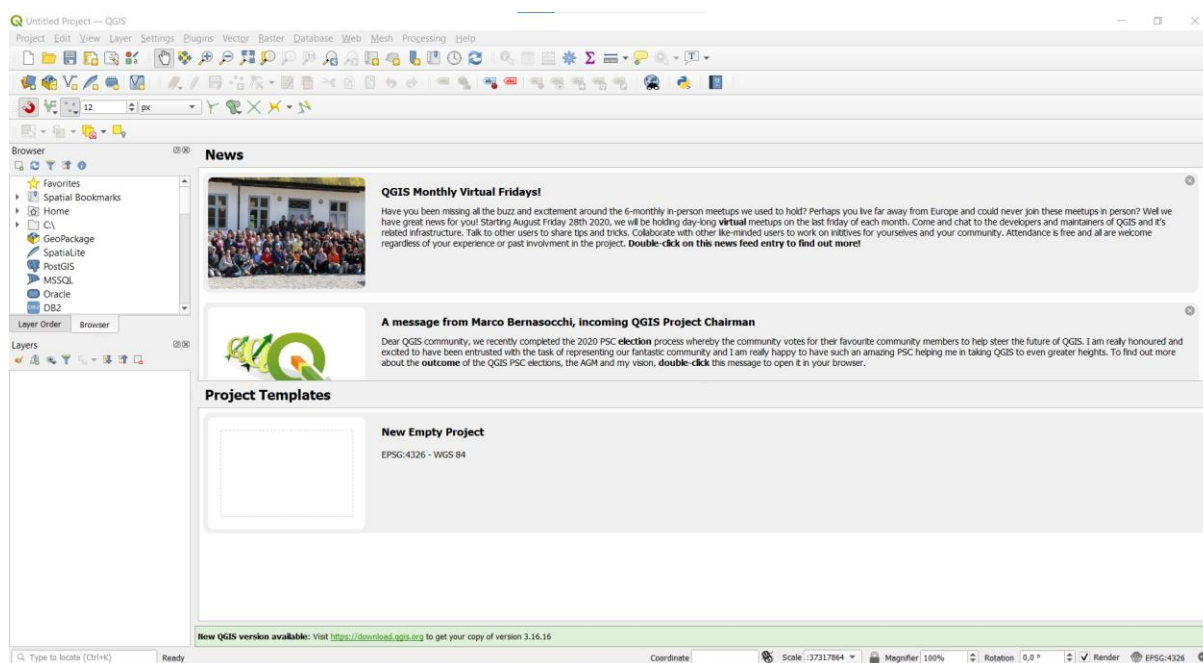 Untitled Project — QGIS
Project Edit View Layer Settings Plugins Vector Raster Database Web Mesh Processing Help
12 px
Browser
Favorites
Spatial Bookmarks
Home
C:\
GeoPackage
SpatiaLite
PostGIS
MSSQL
Oracle
DB2
Layer Order Browser
Layers
News
QGIS Monthly Virtual Fridays!
Have you been missing all the buzz and excitement around the 6-monthly in-person meetups we used to hold? Perhaps you live far away from Europe and could never join these meetups in person? Well we
have great news for you! Starting August Friday 28th 2020, we will be holding day-long virtual meetups on the last friday of each month. Come and chat to the developers and maintainers of QGIS and it's
related infrastructure. Talk to other users to share tips and tricks. Collaborate with other like-minded users to work on intitives for yourselves and your community. Attendance is free and all are welcome
regardless of your experience or past involvment in the project. Double-click on this news feed entry to find out more!
A message from Marco Bernasocchi, incoming QGIS Project Chairman
Dear QGIS community, we recently completed the 2020 PSC election process whereby the community votes for their favourite community members to help steer the future of QGIS. I am really honoured and
excited to have been entrusted with the task of representing our fantastic community and I am really happy to have such an amazing PSC helping me in taking QGIS to even greater heights. To find out more
about the outcome of the QGIS PSC elections, the AGM and my vision, double-click this message to open it in your browser.
Project Templates
New Empty Project
EPSG:4326 - WGS 84
New QGIS version available: Visit https://download.qgis.org to get your copy of version 3.16.16
Type to locate (Ctrl+K) Ready Coordinate Scale :37317864 Magnifier 100% Rotation 0,0 ° Render EPSG:4326